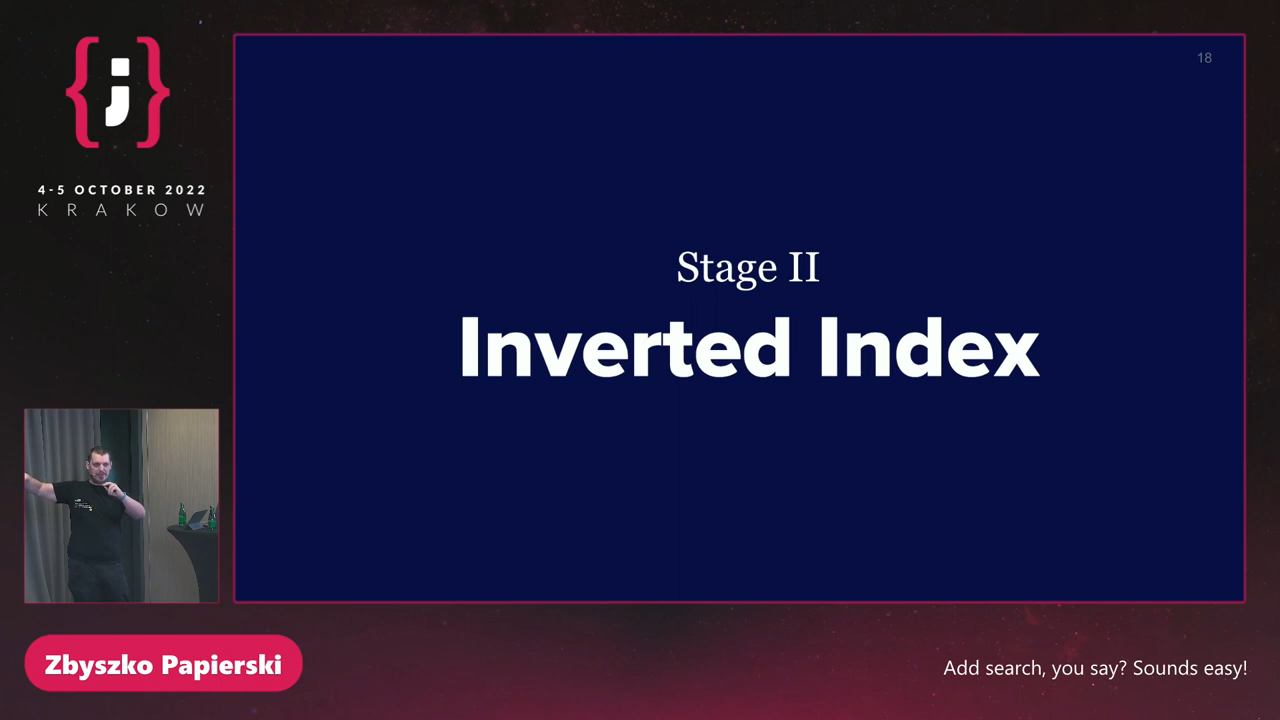 {;}
4-5 OCTOBER 2022
KRAKOW
18
Stage II
Inverted Index
Zbyszko Papierski
Add search, you say? Sounds easy!